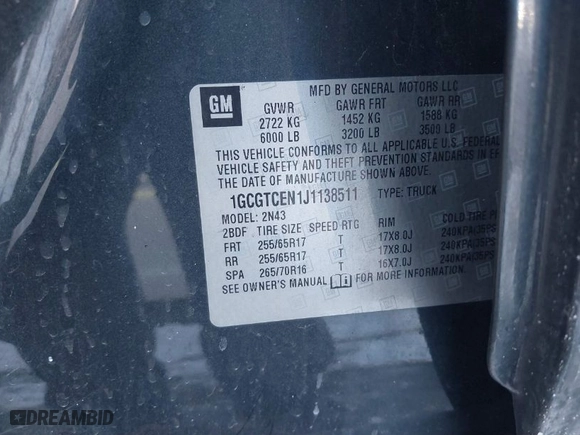 GM
MFD BY GENERAL MOTORS LLC
GVWR GAWR FRT GAWR RR
2722 KG 1452 KG 1588 KG
6000 LB 3200 LB 3500 LB
THIS VEHICLE CONFORMS TO ALL APPLICABLE U.S. FEDERAL
VEHICLE SAFETY AND THEFT PREVENTION STANDARDS IN EF
THE DATE OF MANUFACTURE SHOWN ABOVE.
1GCGTCEN1J1138511 TYPE: TRUCK
MODEL: 2N43
2BDF TIRE SIZE SPEED RTG RIM COLD TIRE
FRT 255/65R17 T 17X8.0J 240KPA(35PS
RR 255/65R17 T 17X8.0J 240KPA(35PS
SPA 265/70R16 T 16X7.0J
SEE OWNER'S MANUAL FOR MORE INFORMATION.
DREAMBID